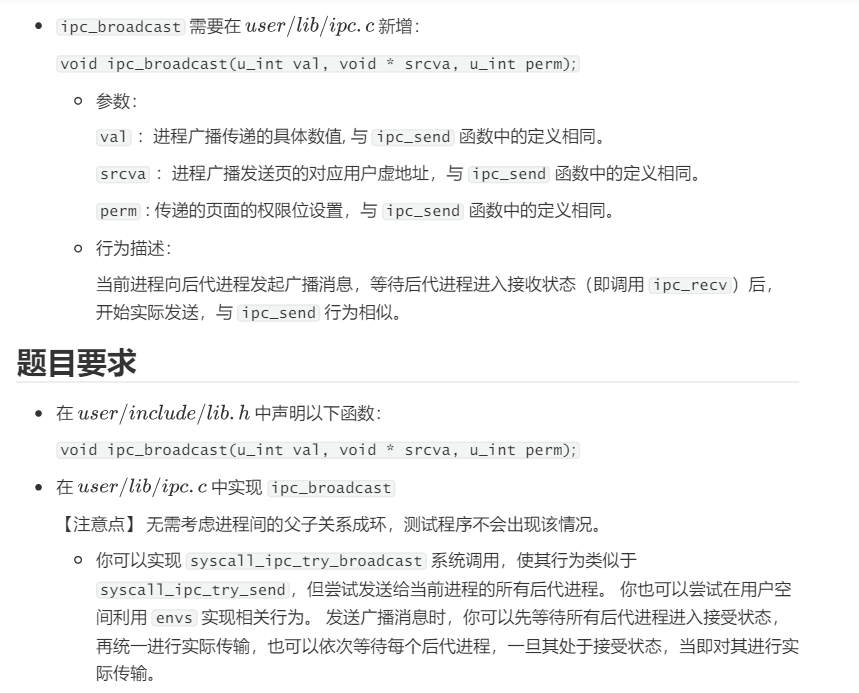 ipc_broadcast 需要在 user/lib/ipc.c 新增：
void ipc_broadcast(u_int val, void * srcva, u_int perm);
参数：
val ：进程广播传递的具体数值, 与 ipc_send 函数中的定义相同。
srcva ：进程广播发送页的对应用户虚地址，与 ipc_send 函数中的定义相同。
perm : 传递的页面的权限位设置，与 ipc_send 函数中的定义相同。
行为描述：
当前进程向后代进程发起广播消息，等待后代进程进入接收状态（即调用 ipc_recv）后，
开始实际发送，与 ipc_send 行为相似。
题目要求
在 user/include/lib.h 中声明以下函数：
void ipc_broadcast(u_int val, void * srcva, u_int perm);
在 user/lib/ipc.c 中实现 ipc_broadcast
【注意点】无需考虑进程间的父子关系成环，测试程序不会出现该情况。
你可以实现 syscall_ipc_try_broadcast 系统调用，使其行为类似于
syscall_ipc_try_send，但尝试发送给当前进程的所有后代进程。 你也可以尝试在用户空
间利用 envs 实现相关行为。 发送广播消息时，你可以先等待所有后代进程进入接受状态，
再统一进行实际传输，也可以依次等待每个后代进程，一旦其处于接受状态，当即对其进行实
际传输。